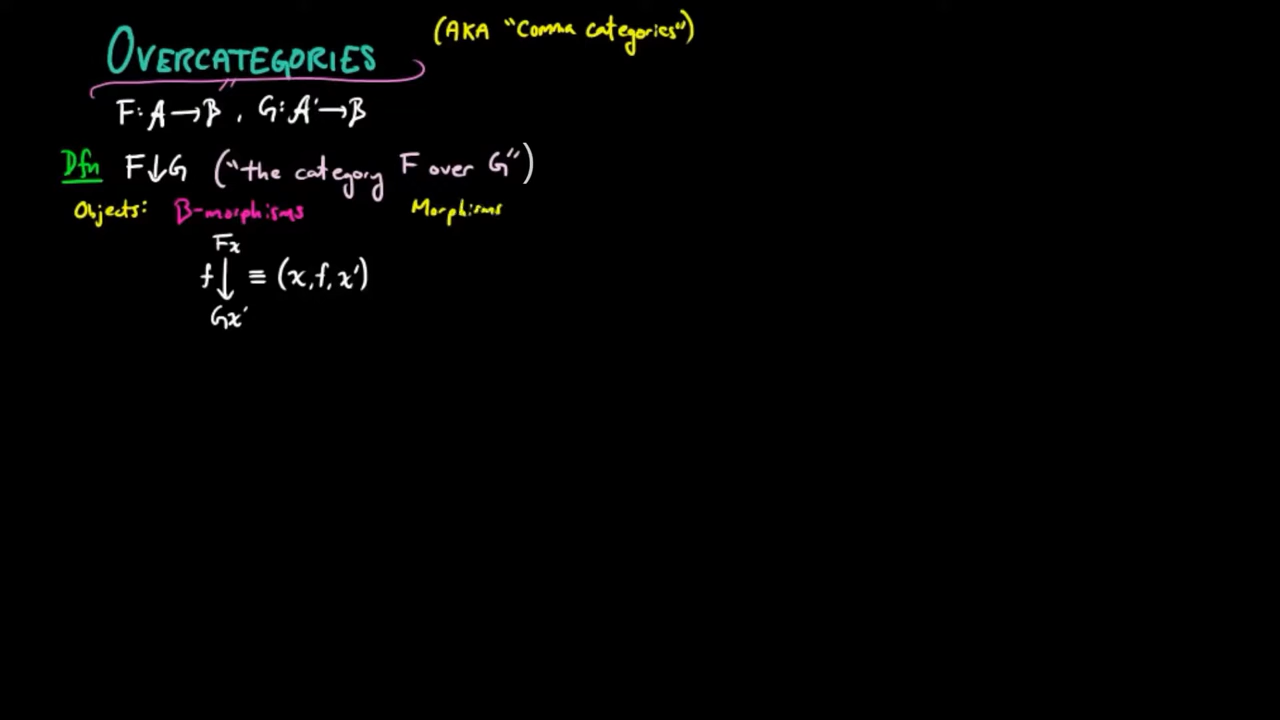 OVERCATEGORIES (AKA "Comma categories")
F: A → B, G: A' → B
Dfn F↓G ("the category F over G")
Objects: B-morphisms Morphisms
Fx
f ↓ ≡ (x, f, x')
Gx'